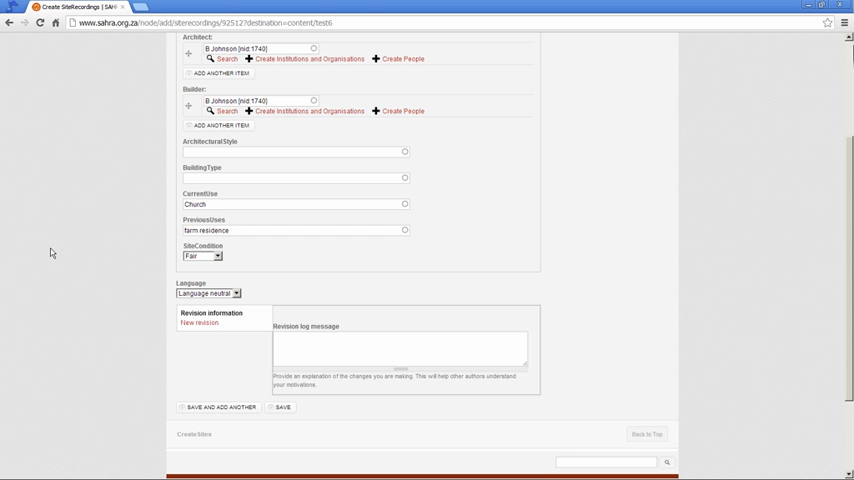 Create SiteRecordings | SAH
www.sahra.org.za/node/add/siterecordings/92512?destination=content/test6
Architect:
B Johnson [nid:1740]
Search Create Institutions and Organisations Create People
ADD ANOTHER ITEM
Builder:
B Johnson [nid:1740]
Search Create Institutions and Organisations Create People
ADD ANOTHER ITEM
ArchitecturalStyle
BuildingType
CurrentUse
Church
PreviousUses
farm residence
SiteCondition
Fair
Language
Language neutral
Revision information
New revision
Revision log message
Provide an explanation of the changes you are making. This will help other authors understand
your motivations.
SAVE AND ADD ANOTHER SAVE
CreateSites
Back to Top